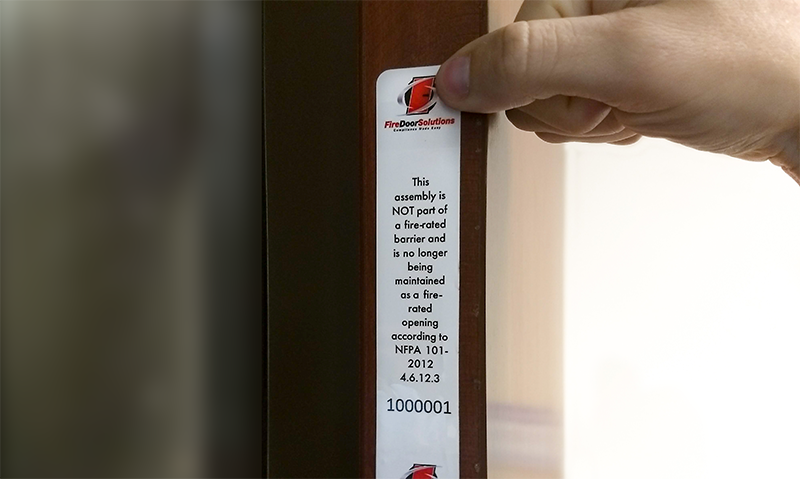 FireDoorSolutions
Compliance Made Easy
This
assembly is
NOT part of
a fire-rated
barrier and
is no longer
being
maintained
as a fire-
rated
opening
according to
NFPA 101-
2012
4.6.12.3
1000001